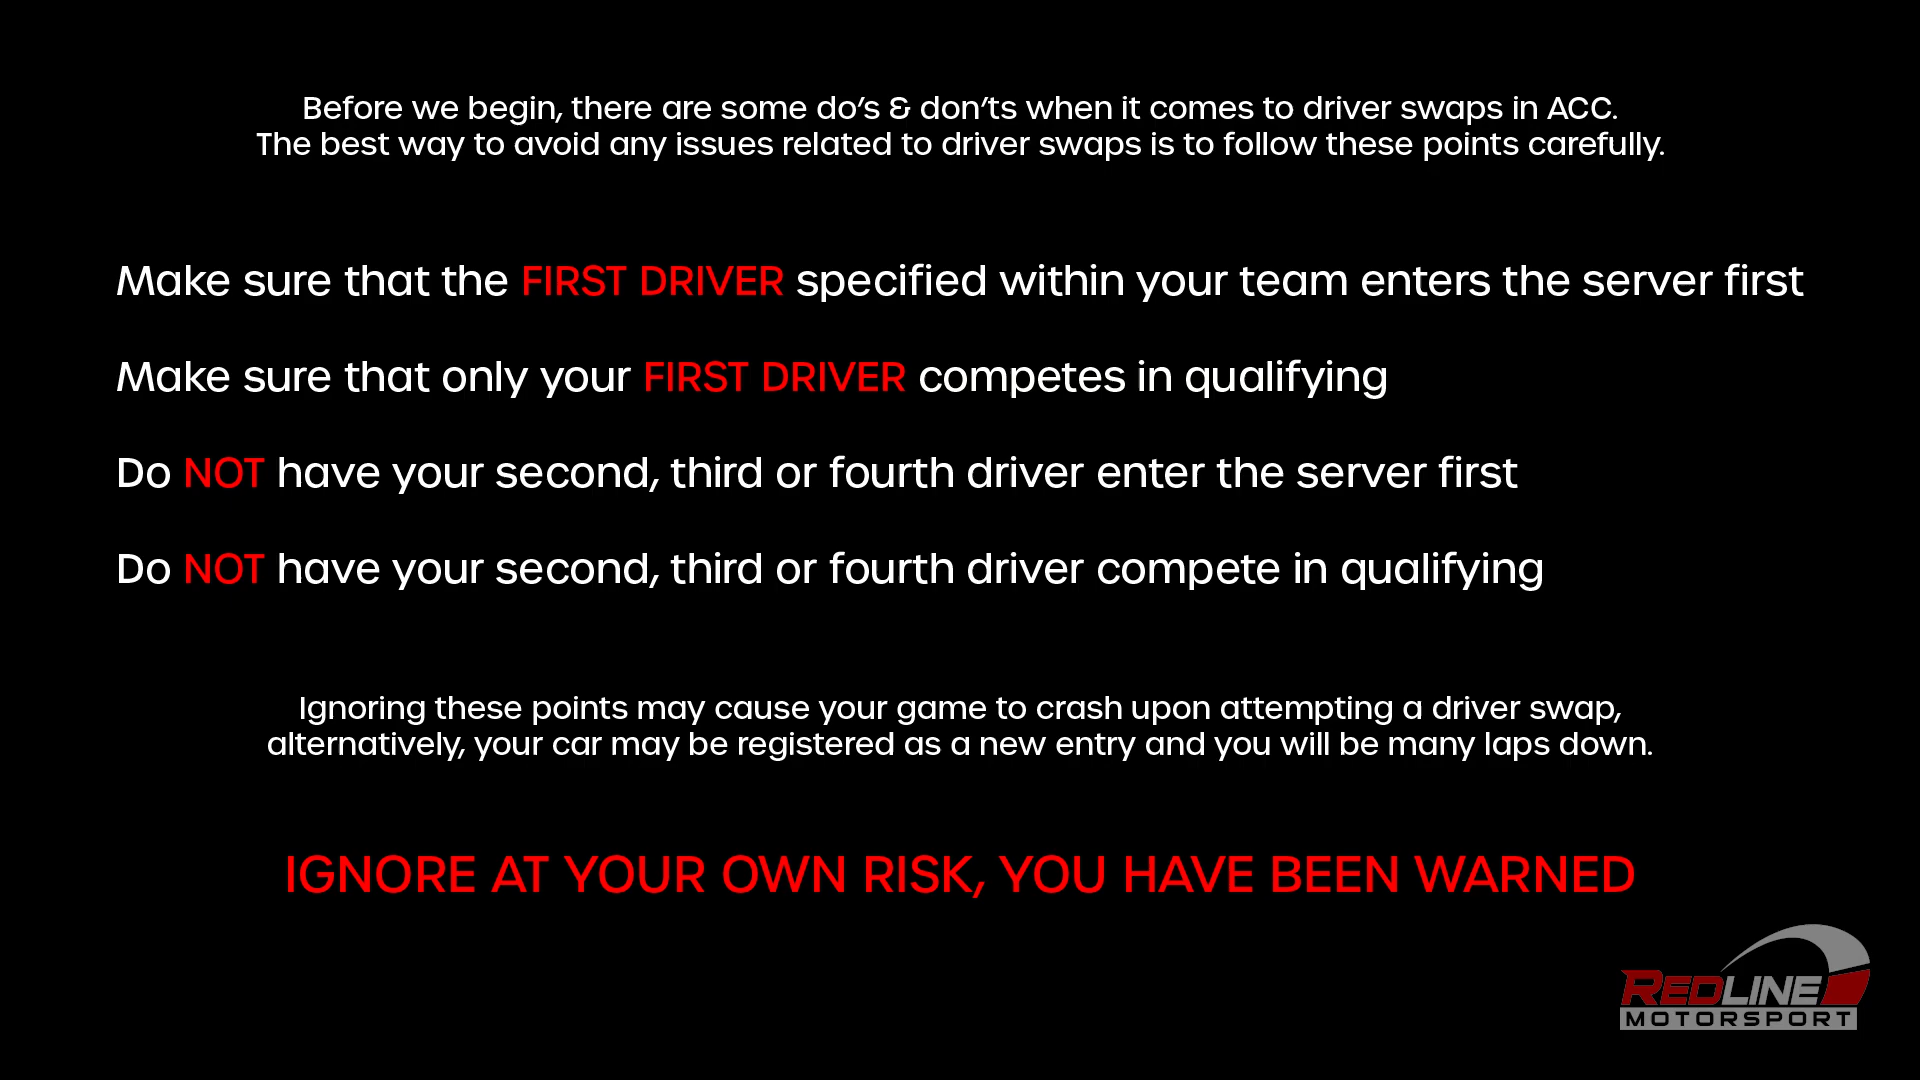 Before we begin, there are some do's & don'ts when it comes to driver swaps in ACC.
The best way to avoid any issues related to driver swaps is to follow these points carefully.
Make sure that the FIRST DRIVER specified within your team enters the server first
Make sure that only your FIRST DRIVER competes in qualifying
Do NOT have your second, third or fourth driver enter the server first
Do NOT have your second, third or fourth driver compete in qualifying
Ignoring these points may cause your game to crash upon attempting a driver swap,
alternatively, your car may be registered as a new entry and you will be many laps down.
IGNORE AT YOUR OWN RISK, YOU HAVE BEEN WARNED
REDLINE
MOTORSPORT